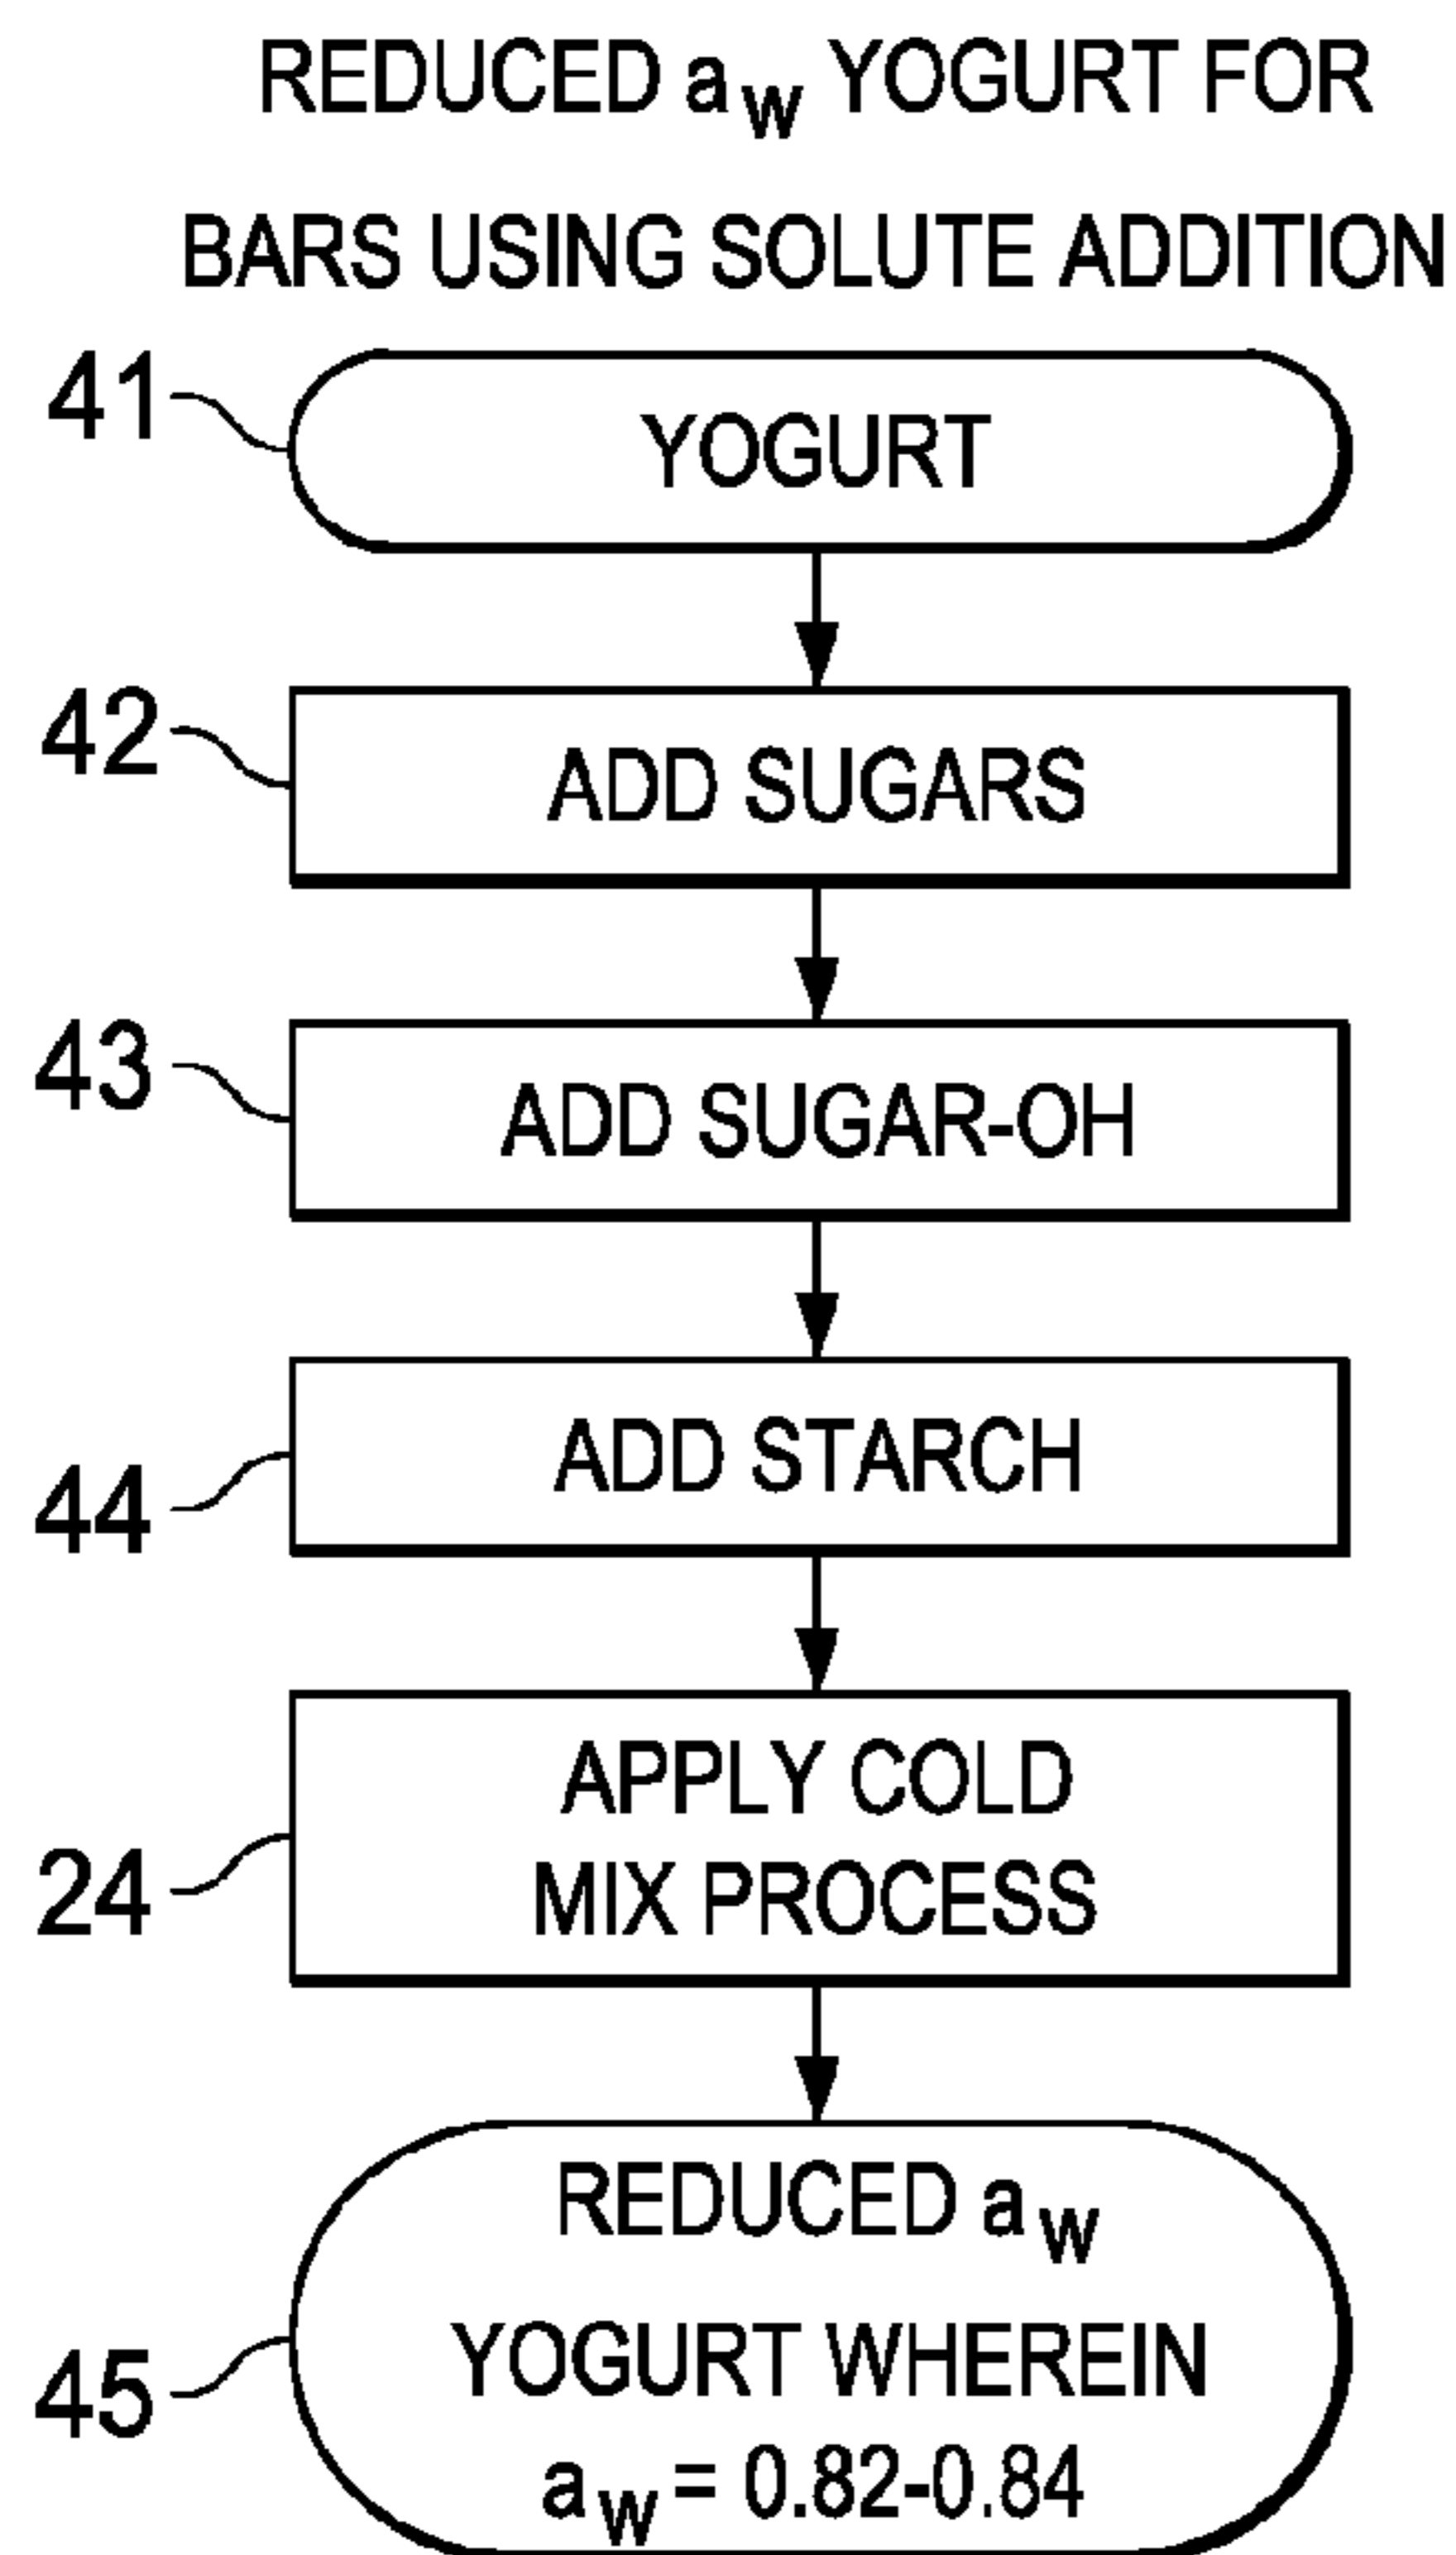 REDUCED aw YOGURT FOR
BARS USING SOLUTE ADDITION
41
YOGURT
42
ADD SUGARS
43
ADD SUGAR-OH
44
ADD STARCH
24
APPLY COLD
MIX PROCESS
45
REDUCED aw
YOGURT WHEREIN
aw = 0.82-0.84